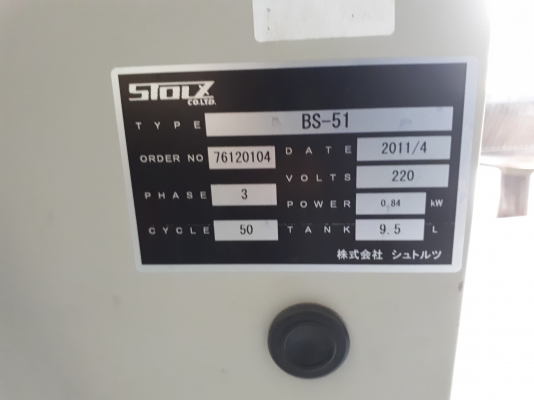 STOLX
CO.LTD.
TYPE BS-51
ORDER NO 76120104 DATE 2011/4
VOLTS 220
PHASE 3 POWER 0.84 kW
CYCLE 50 TANK 9.5 L
株式会社 シュトルツ